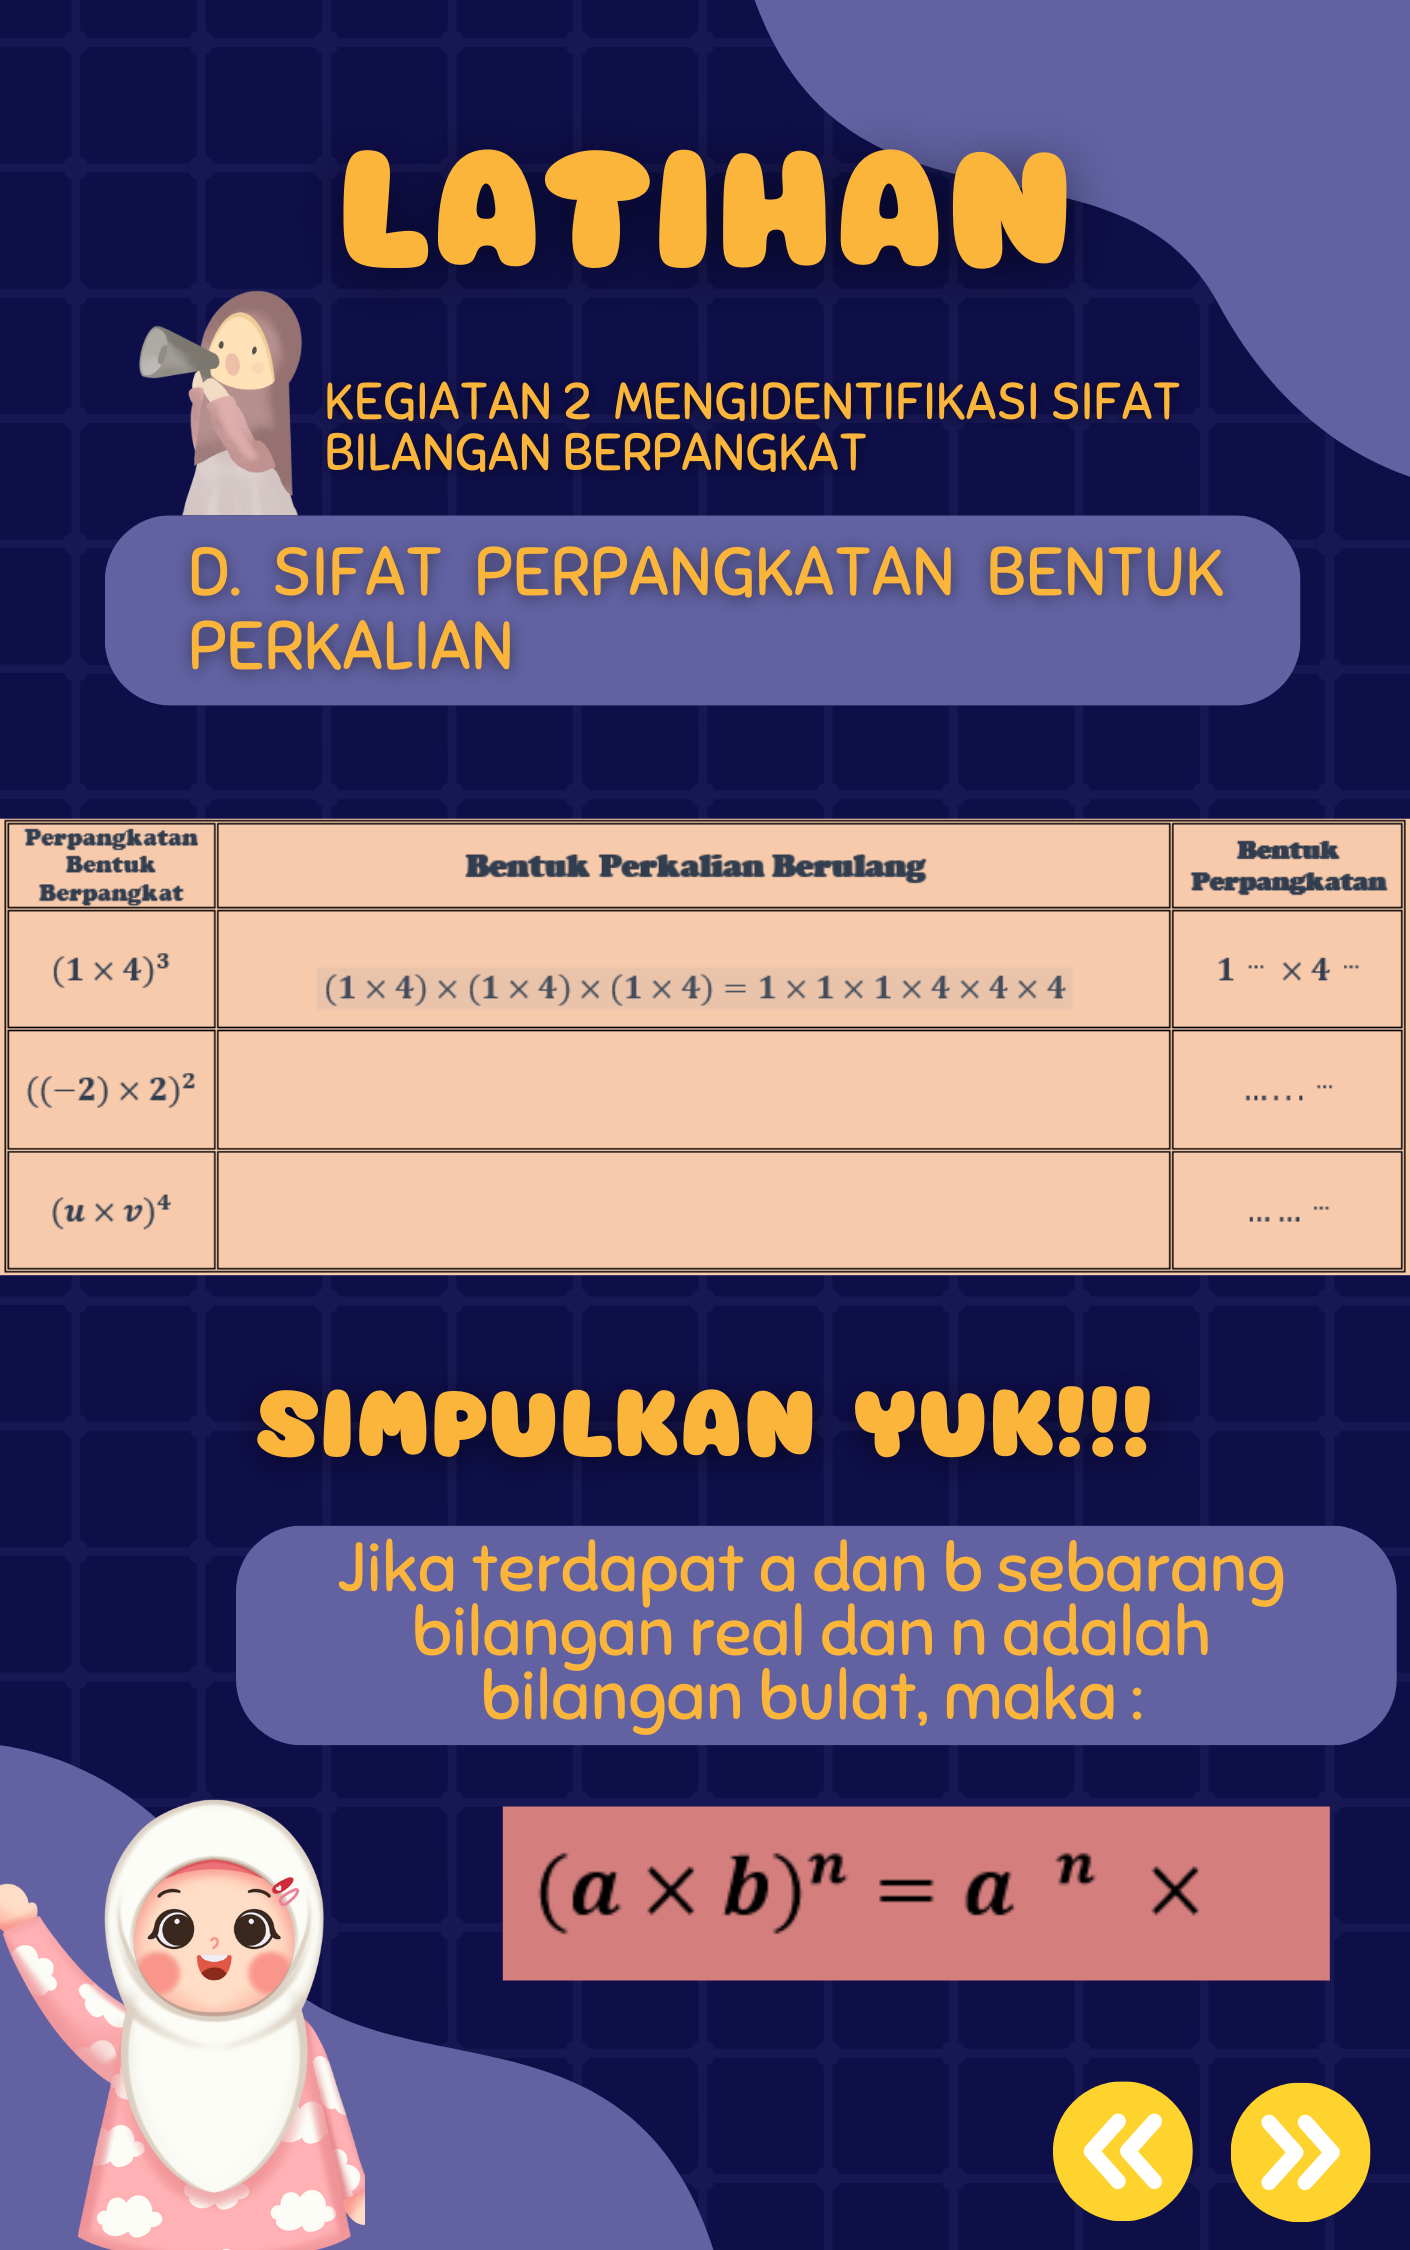 LATIHAN
KEGIATAN 2 MENGIDENTIFIKASI SIFAT
BILANGAN BERPANGKAT
D. SIFAT PERPANGKATAN BENTUK
PERKALIAN
Perpangkatan
Bentuk
Berpangkat
Bentuk Perkalian Berulang
Bentuk
Perpangkatan
(1 × 4)³
(1 × 4) × (1 × 4) × (1 × 4) = 1 × 1 × 1 × 4 × 4 × 4
1 ··· × 4 ···
((−2) × 2)²
...... ···
(u × v)⁴
... ... ···
SIMPULKAN YUK!!!
Jika terdapat a dan b sebarang
bilangan real dan n adalah
bilangan bulat, maka :
(a × b)ⁿ = a ⁿ ×